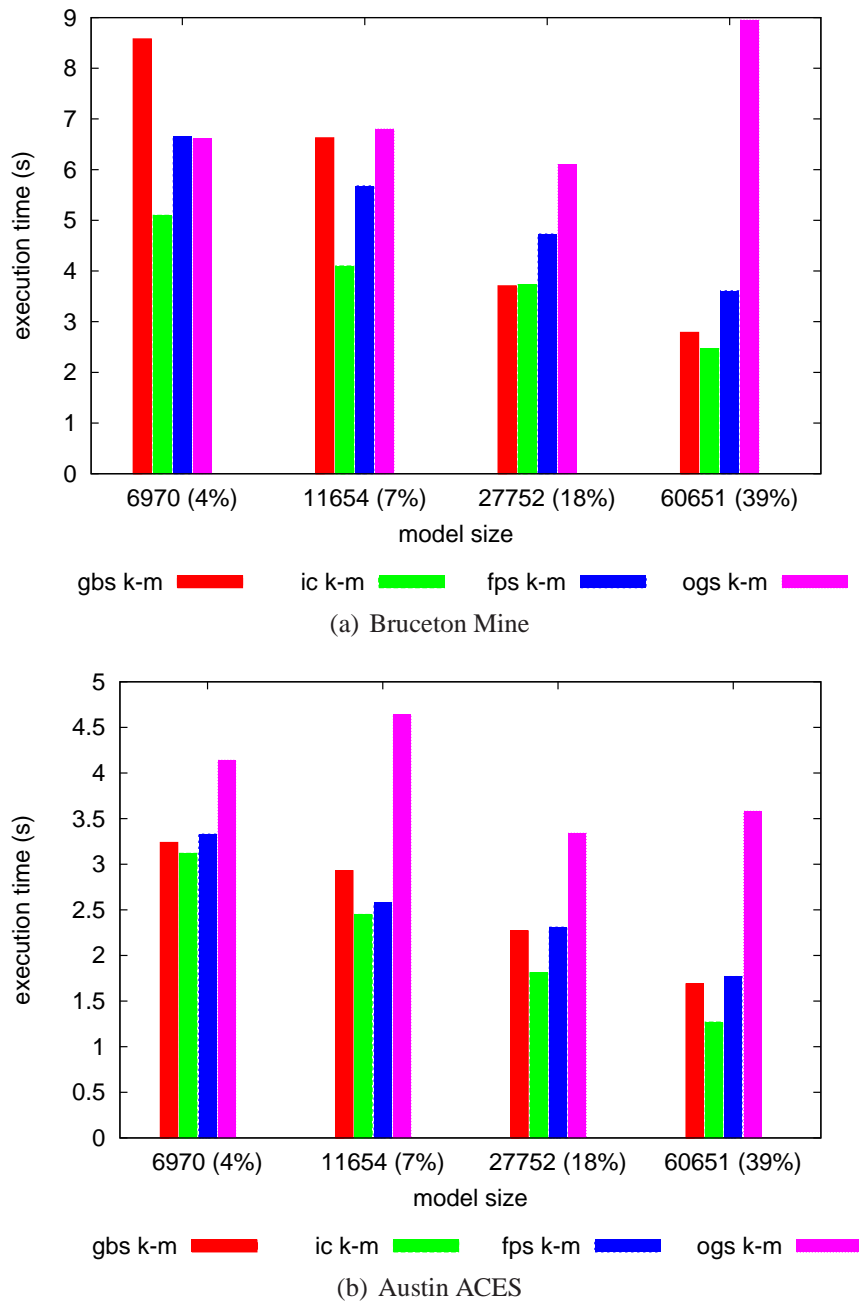 9
8
7
6
5
4
3
2
1
0
execution time (s)
6970 (4%) 11654 (7%) 27752 (18%) 60651 (39%)
model size
gbs k-m ic k-m fps k-m ogs k-m
(a) Bruceton Mine
5
4.5
4
3.5
3
2.5
2
1.5
1
0.5
0
execution time (s)
6970 (4%) 11654 (7%) 27752 (18%) 60651 (39%)
model size
gbs k-m ic k-m fps k-m ogs k-m
(b) Austin ACES